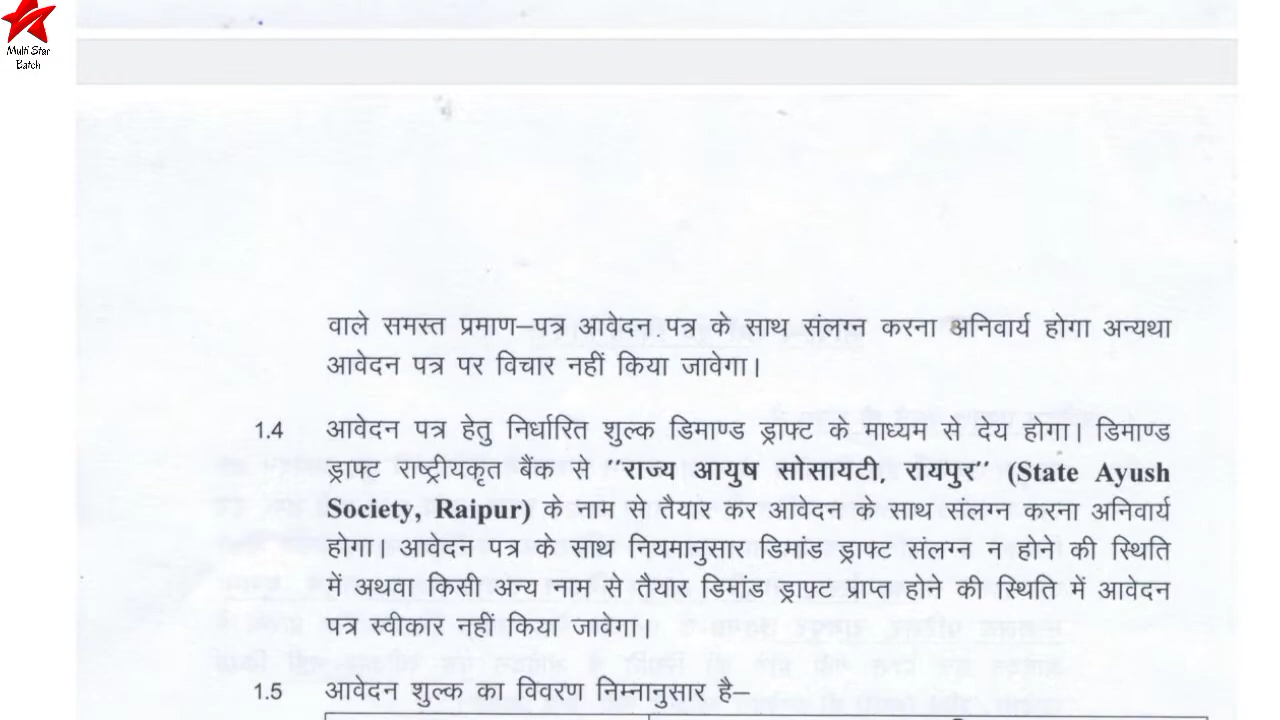 Multi Star
Batch
वाले समस्त प्रमाण–पत्र आवेदन पत्र के साथ संलग्न करना अनिवार्य होगा अन्यथा
आवेदन पत्र पर विचार नहीं किया जावेगा।
1.4 आवेदन पत्र हेतु निर्धारित शुल्क डिमाण्ड ड्राफ्ट के माध्यम से देय होगा। डिमाण्ड
ड्राफ्ट राष्ट्रीयकृत बैंक से "राज्य आयुष सोसायटी, रायपुर" (State Ayush
Society, Raipur) के नाम से तैयार कर आवेदन के साथ संलग्न करना अनिवार्य
होगा। आवेदन पत्र के साथ नियमानुसार डिमांड ड्राफ्ट संलग्न न होने की स्थिति
में अथवा किसी अन्य नाम से तैयार डिमांड ड्राफ्ट प्राप्त होने की स्थिति में आवेदन
पत्र स्वीकार नहीं किया जावेगा।
1.5 आवेदन शुल्क का विवरण निम्नानुसार है–